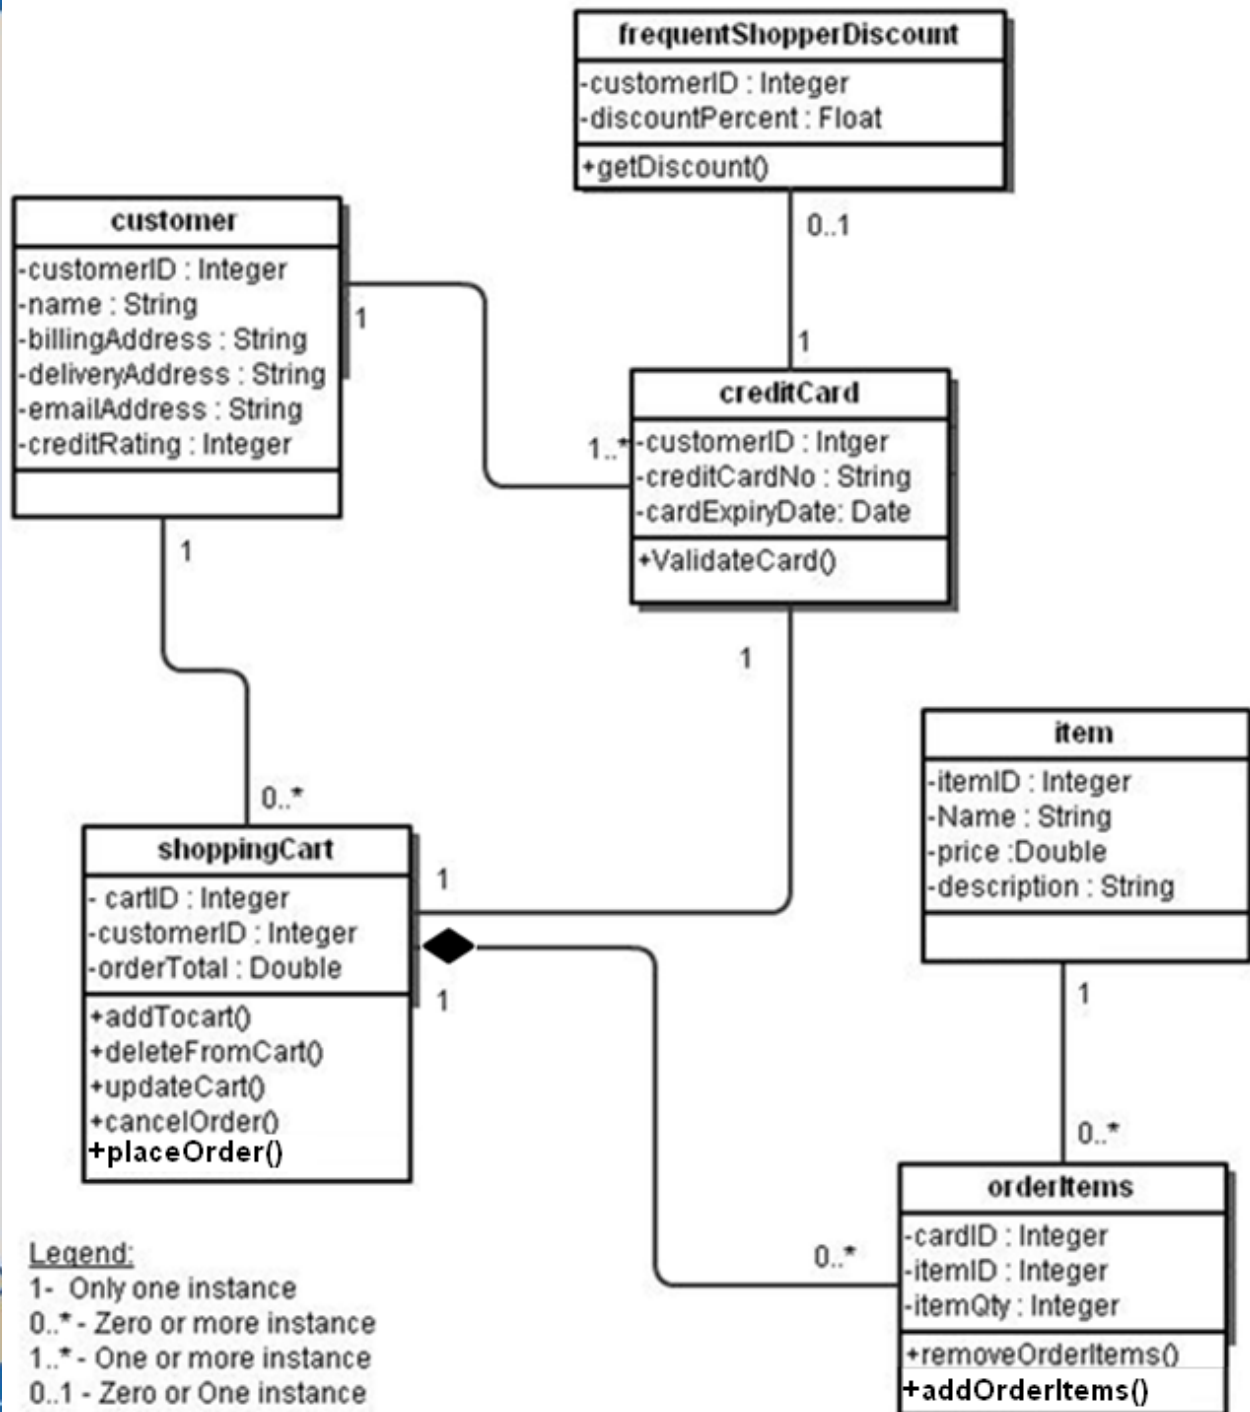 frequentShopperDiscount
-customerID : Integer
-discountPercent : Float
+getDiscount()
0..1
1
customer
-customerID : Integer
-name : String
-billingAddress : String
-deliveryAddress : String
-emailAddress : String
-creditRating : Integer
1
1
1..*
creditCard
-customerID : Intger
-creditCardNo : String
-cardExpiryDate: Date
+ValidateCard()
1
0..*
shoppingCart
- cartID : Integer
-customerID : Integer
-orderTotal : Double
+addTocart()
+deleteFromCart()
+updateCart()
+cancelOrder()
+placeOrder()
1
1
item
-itemID : Integer
-Name : String
-price :Double
-description : String
1
0..*
0..*
orderItems
-cardID : Integer
-itemID : Integer
-itemQty : Integer
+removeOrderItems()
+addOrderItems()
Legend:
1- Only one instance
0..* - Zero or more instance
1..* - One or more instance
0..1 - Zero or One instance